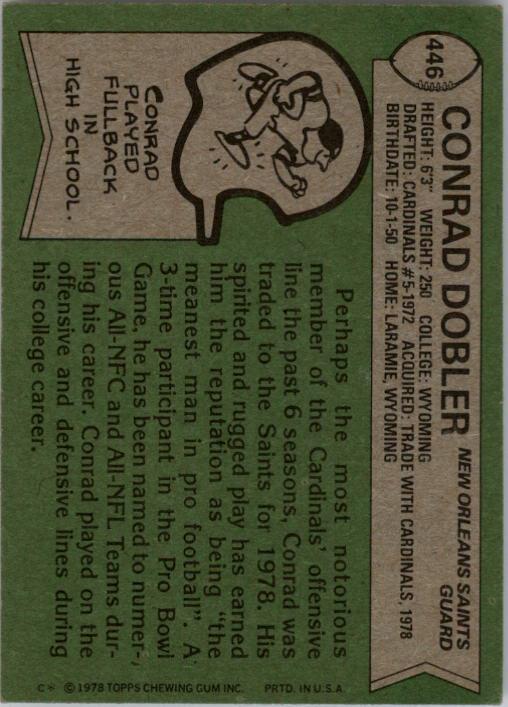 446
CONRAD DOBLER
NEW ORLEANS SAINTS
GUARD
HEIGHT: 6'3" WEIGHT: 250 COLLEGE: WYOMING
DRAFTED: CARDINALS #5-1972 ACQUIRED: TRADE WITH CARDINALS, 1978
BIRTHDATE: 10-1-50 HOME: LARAMIE, WYOMING
CONRAD
PLAYED
FULLBACK
IN
HIGH SCHOOL.
Perhaps the most notorious
member of the Cardinals' offensive
line the past 6 seasons, Conrad was
traded to the Saints for 1978. His
spirited and rugged play has earned
him the reputation as being "the
meanest man in pro football". A
3-time participant in the Pro Bowl
Game, he has been named to numer-
ous All-NFC and All-NFL Teams dur-
ing his career. Conrad played on the
offensive and defensive lines during
his college career.
C* © 1978 TOPPS CHEWING GUM INC. PRTD. IN U.S.A.